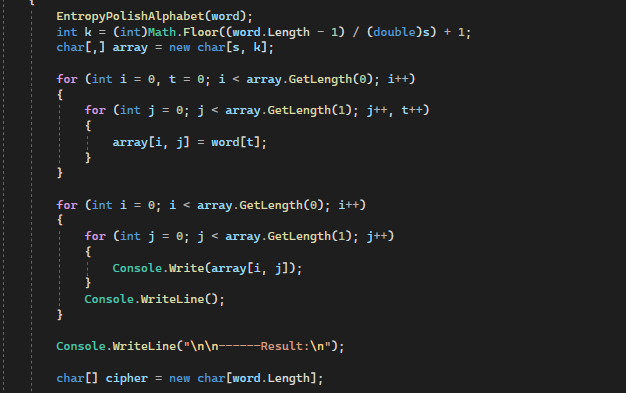 {
EntropyPolishAlphabet(word);
int k = (int)Math.Floor((word.Length - 1) / (double)s) + 1;
char[,] array = new char[s, k];
for (int i = 0, t = 0; i < array.GetLength(0); i++)
{
for (int j = 0; j < array.GetLength(1); j++, t++)
{
array[i, j] = word[t];
}
}
for (int i = 0; i < array.GetLength(0); i++)
{
for (int j = 0; j < array.GetLength(1); j++)
{
Console.Write(array[i, j]);
}
Console.WriteLine();
}
Console.WriteLine("\n\n------Result:\n");
char[] cipher = new char[word.Length];